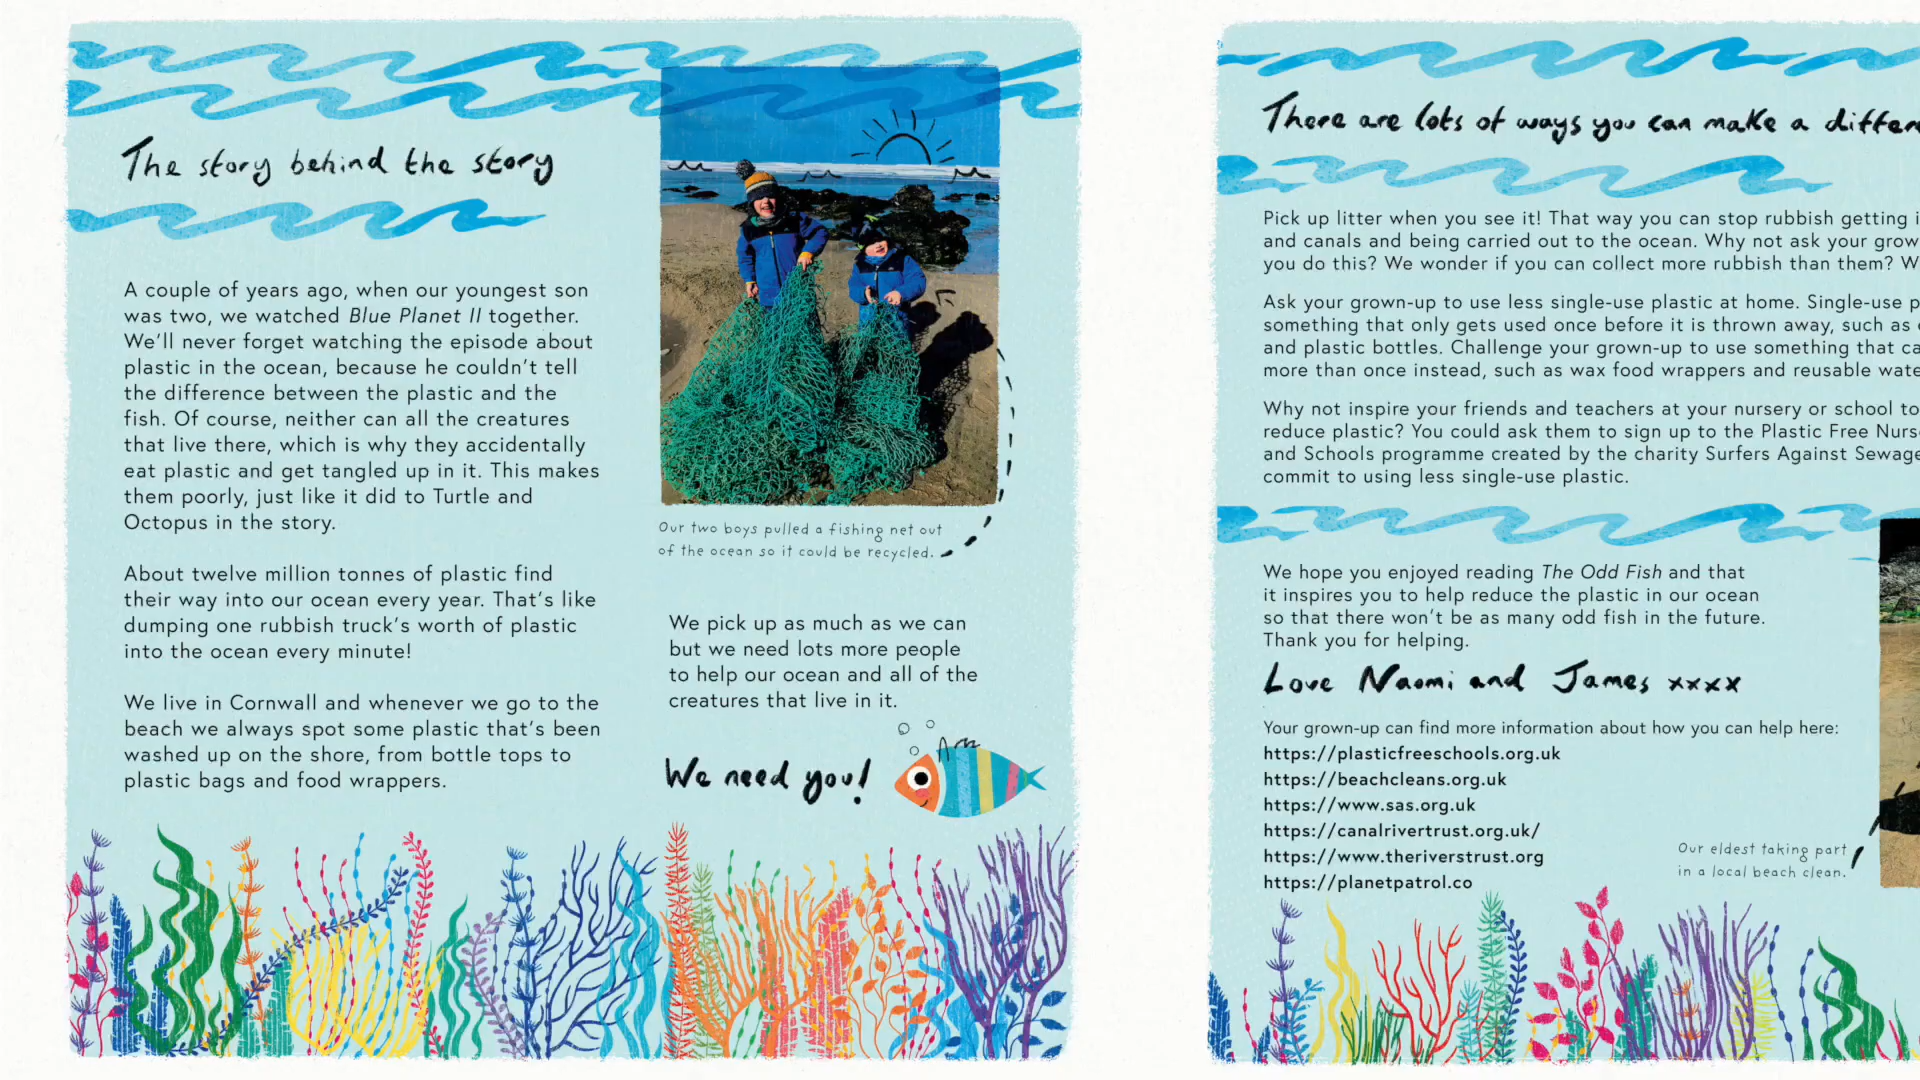 The story behind the story
A couple of years ago, when our youngest son
was two, we watched Blue Planet II together.
We'll never forget watching the episode about
plastic in the ocean, because he couldn't tell
the difference between the plastic and the
fish. Of course, neither can all the creatures
that live there, which is why they accidentally
eat plastic and get tangled up in it. This makes
them poorly, just like it did to Turtle and
Octopus in the story.
About twelve million tonnes of plastic find
their way into our ocean every year. That's like
dumping one rubbish truck's worth of plastic
into the ocean every minute!
We live in Cornwall and whenever we go to the
beach we always spot some plastic that's been
washed up on the shore, from bottle tops to
plastic bags and food wrappers.
Our two boys pulled a fishing net out
of the ocean so it could be recycled.
We pick up as much as we can
but we need lots more people
to help our ocean and all of the
creatures that live in it.
We need you!
There are lots of ways you can make a
Pick up litter when you see it! That way you can stop rubbish getting
and canals and being carried out to the ocean. Why not ask your
you do this? We wonder if you can collect more rubbish than them?
Ask your grown-up to use less single-use plastic at home. Single-use
something that only gets used once before it is thrown away, such as
and plastic bottles. Challenge your grown-up to use something that
more than once instead, such as wax food wrappers and reusable
Why not inspire your friends and teachers at your nursery or school to
reduce plastic? You could ask them to sign up to the Plastic Free
and Schools programme created by the charity Surfers Against Sewage
commit to using less single-use plastic.
We hope you enjoyed reading The Odd Fish and that
it inspires you to help reduce the plastic in our ocean
so that there won't be as many odd fish in the future.
Thank you for helping.
Love Naomi and James xxxx
Your grown-up can find more information about how you can help here:
https://plasticfreeschools.org.uk
https://beachcleans.org.uk
https://www.sas.org.uk
https://canalrivertrust.org.uk/
https://www.theriverstrust.org
https://planetpatrol.co
Our eldest taking part
in a local beach clean.